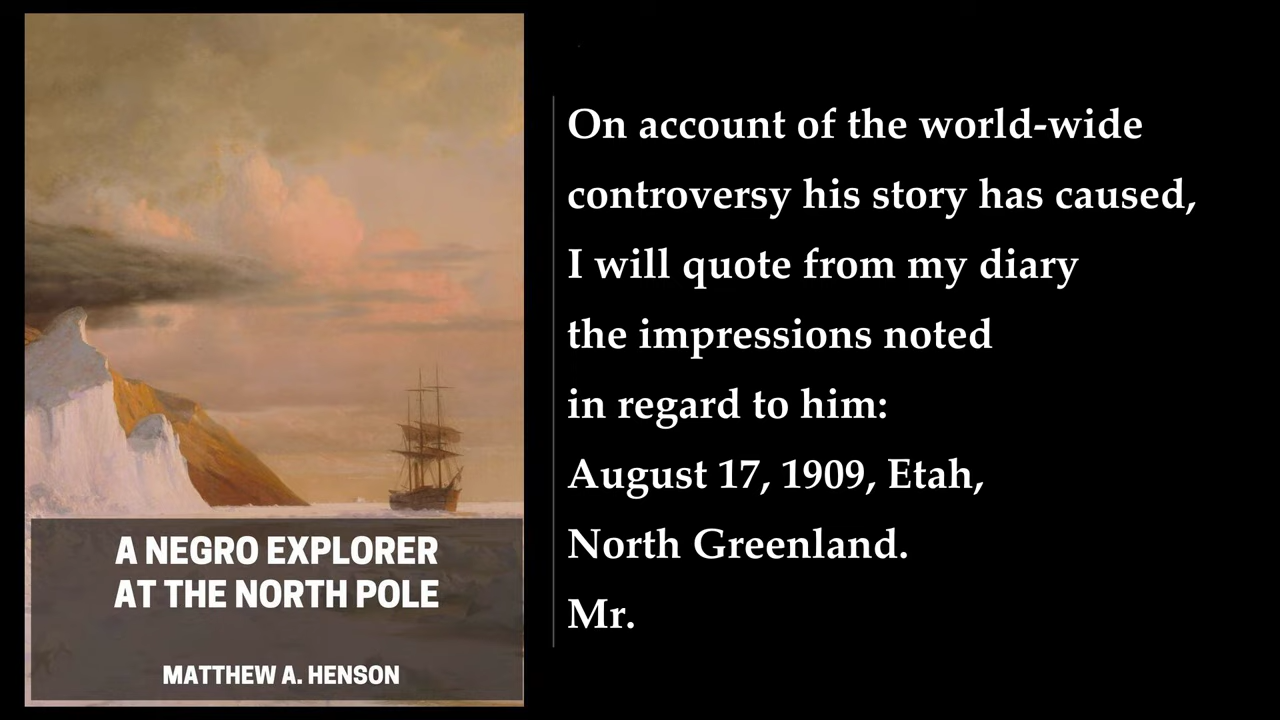 A NEGRO EXPLORER
AT THE NORTH POLE
MATTHEW A. HENSON
On account of the world-wide
controversy his story has caused,
I will quote from my diary
the impressions noted
in regard to him:
August 17, 1909, Etah,
North Greenland.
Mr.